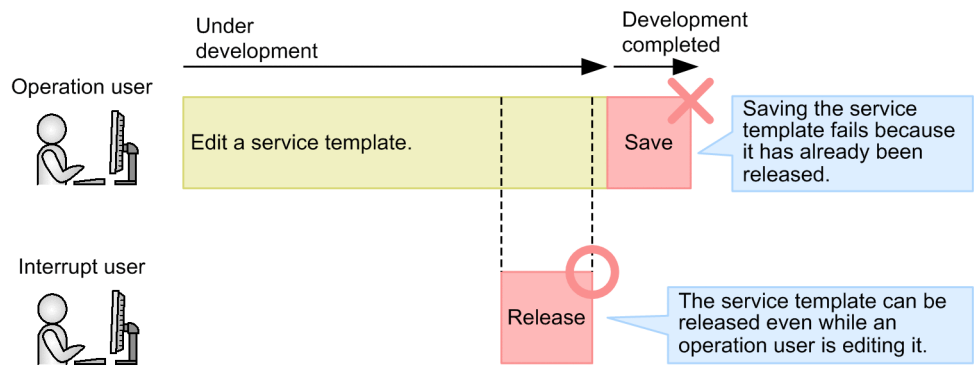 Under
development
Development
completed
Operation user
Edit a service template.
Save
Saving the service
template fails because
it has already been
released.
Interrupt user
Release
The service template can be
released even while an
operation user is editing it.